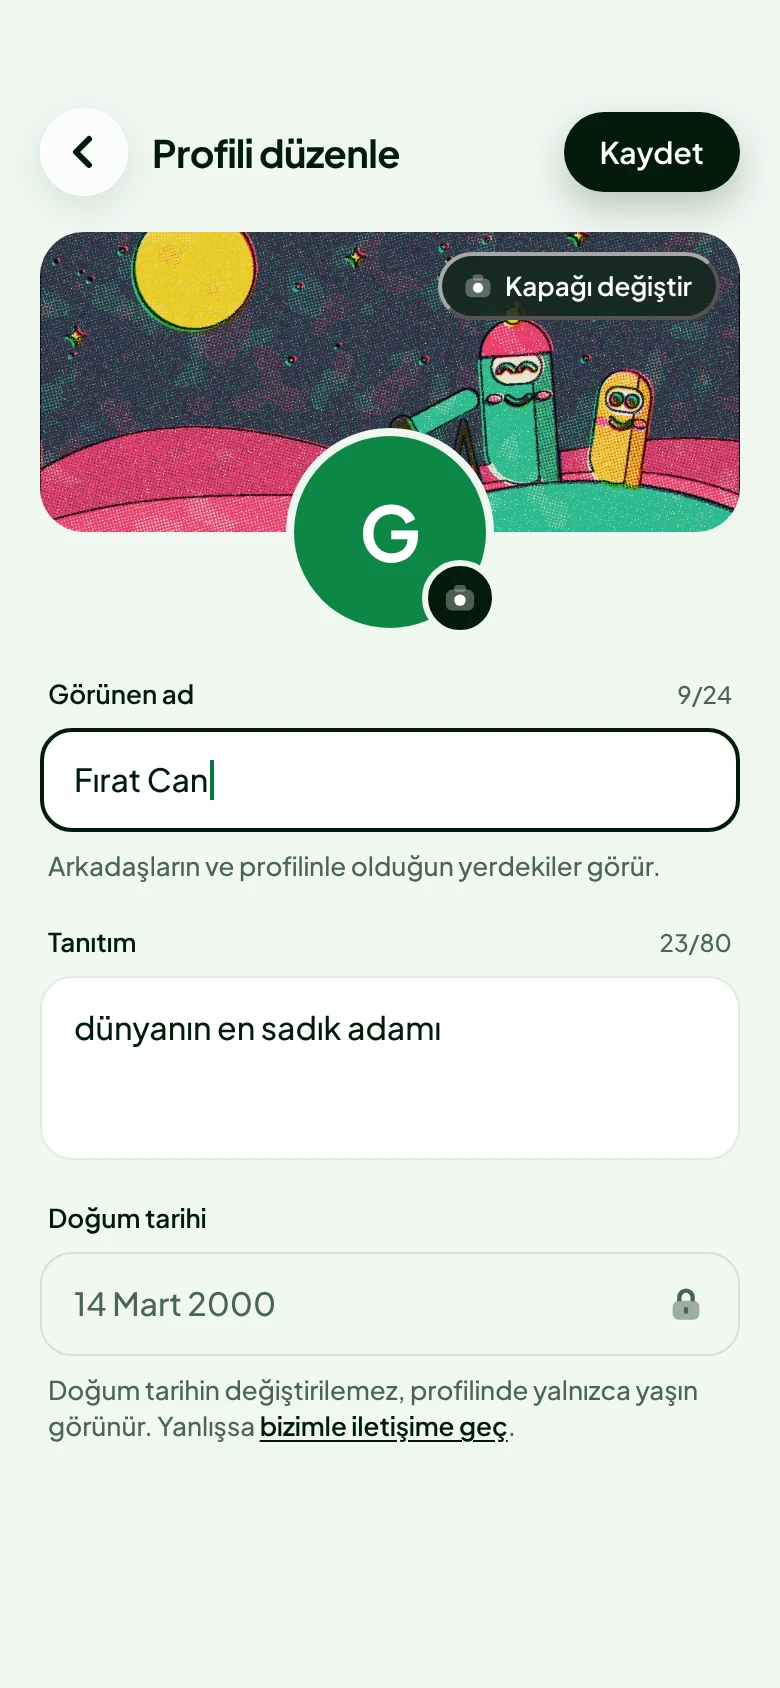 Profili düzenle
Kaydet
Kapağı değiştir
G
Görünen ad
9/24
Fırat Can
Arkadaşların ve profilinle olduğun yerdekiler görür.
Tanıtım
23/80
dünyanın en sadık adamı
Doğum tarihi
14 Mart 2000
Doğum tarihin değiştirilemez, profilinde yalnızca yaşın
görünür. Yanlışsa bizimle iletişime geç.